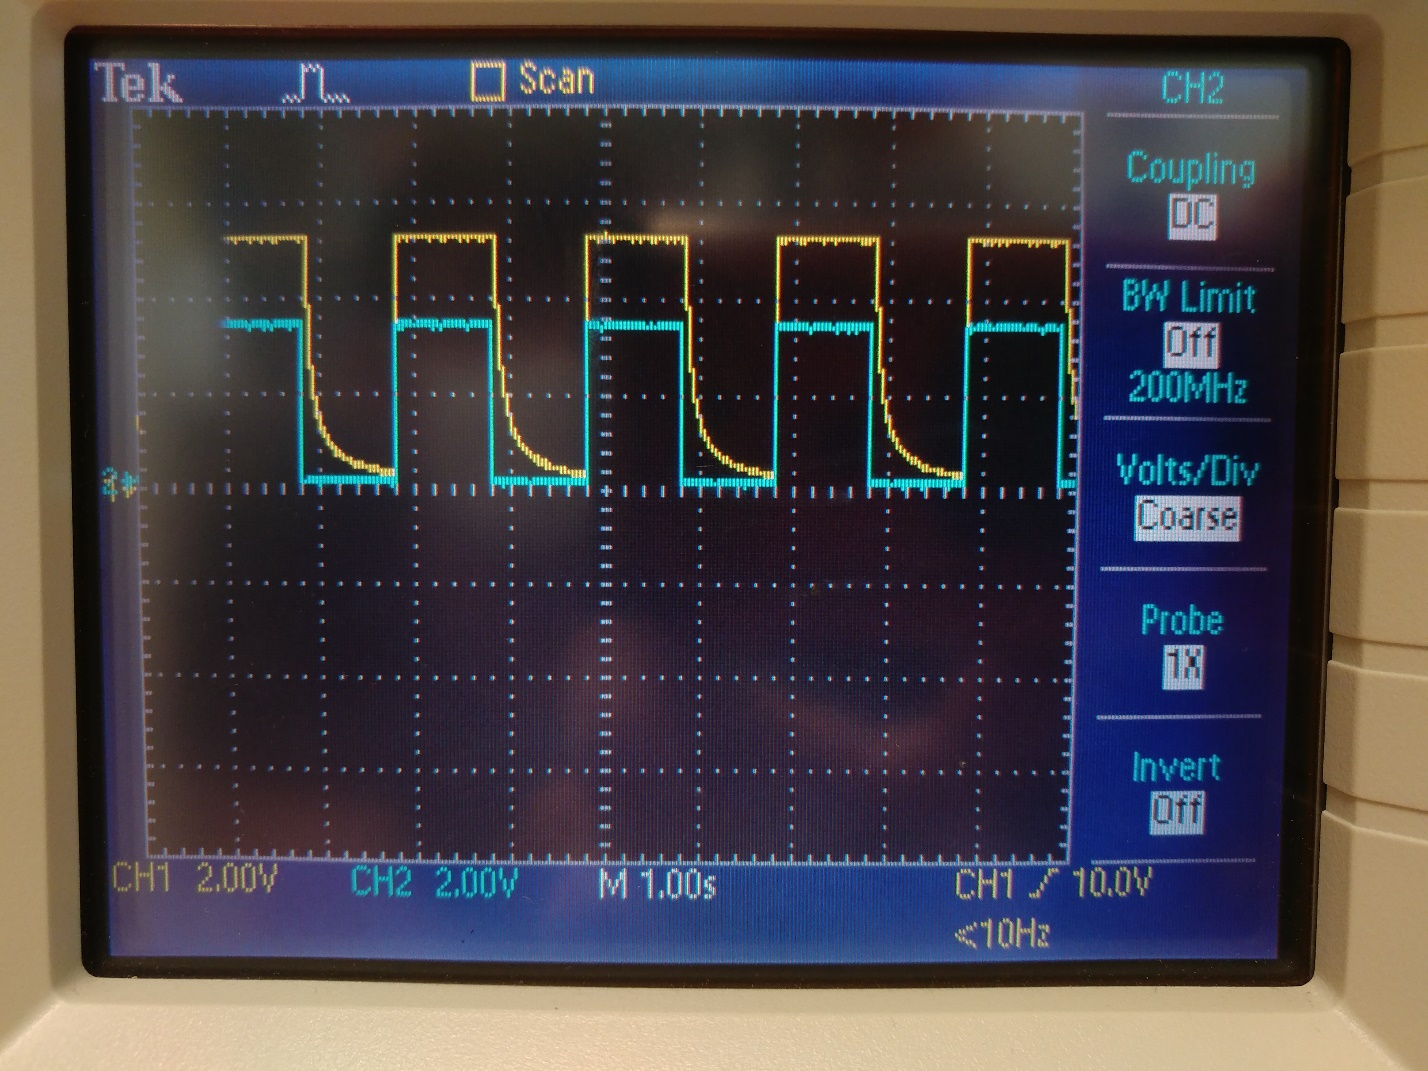 Tek
Scan
CH2
Coupling
DC
BW Limit
Off
200MHz
Volts/Div
Coarse
Probe
1X
Invert
Off
CH1 2.00V
CH2 2.00V
M 1.00s
CH1
10.0V
<10Hz